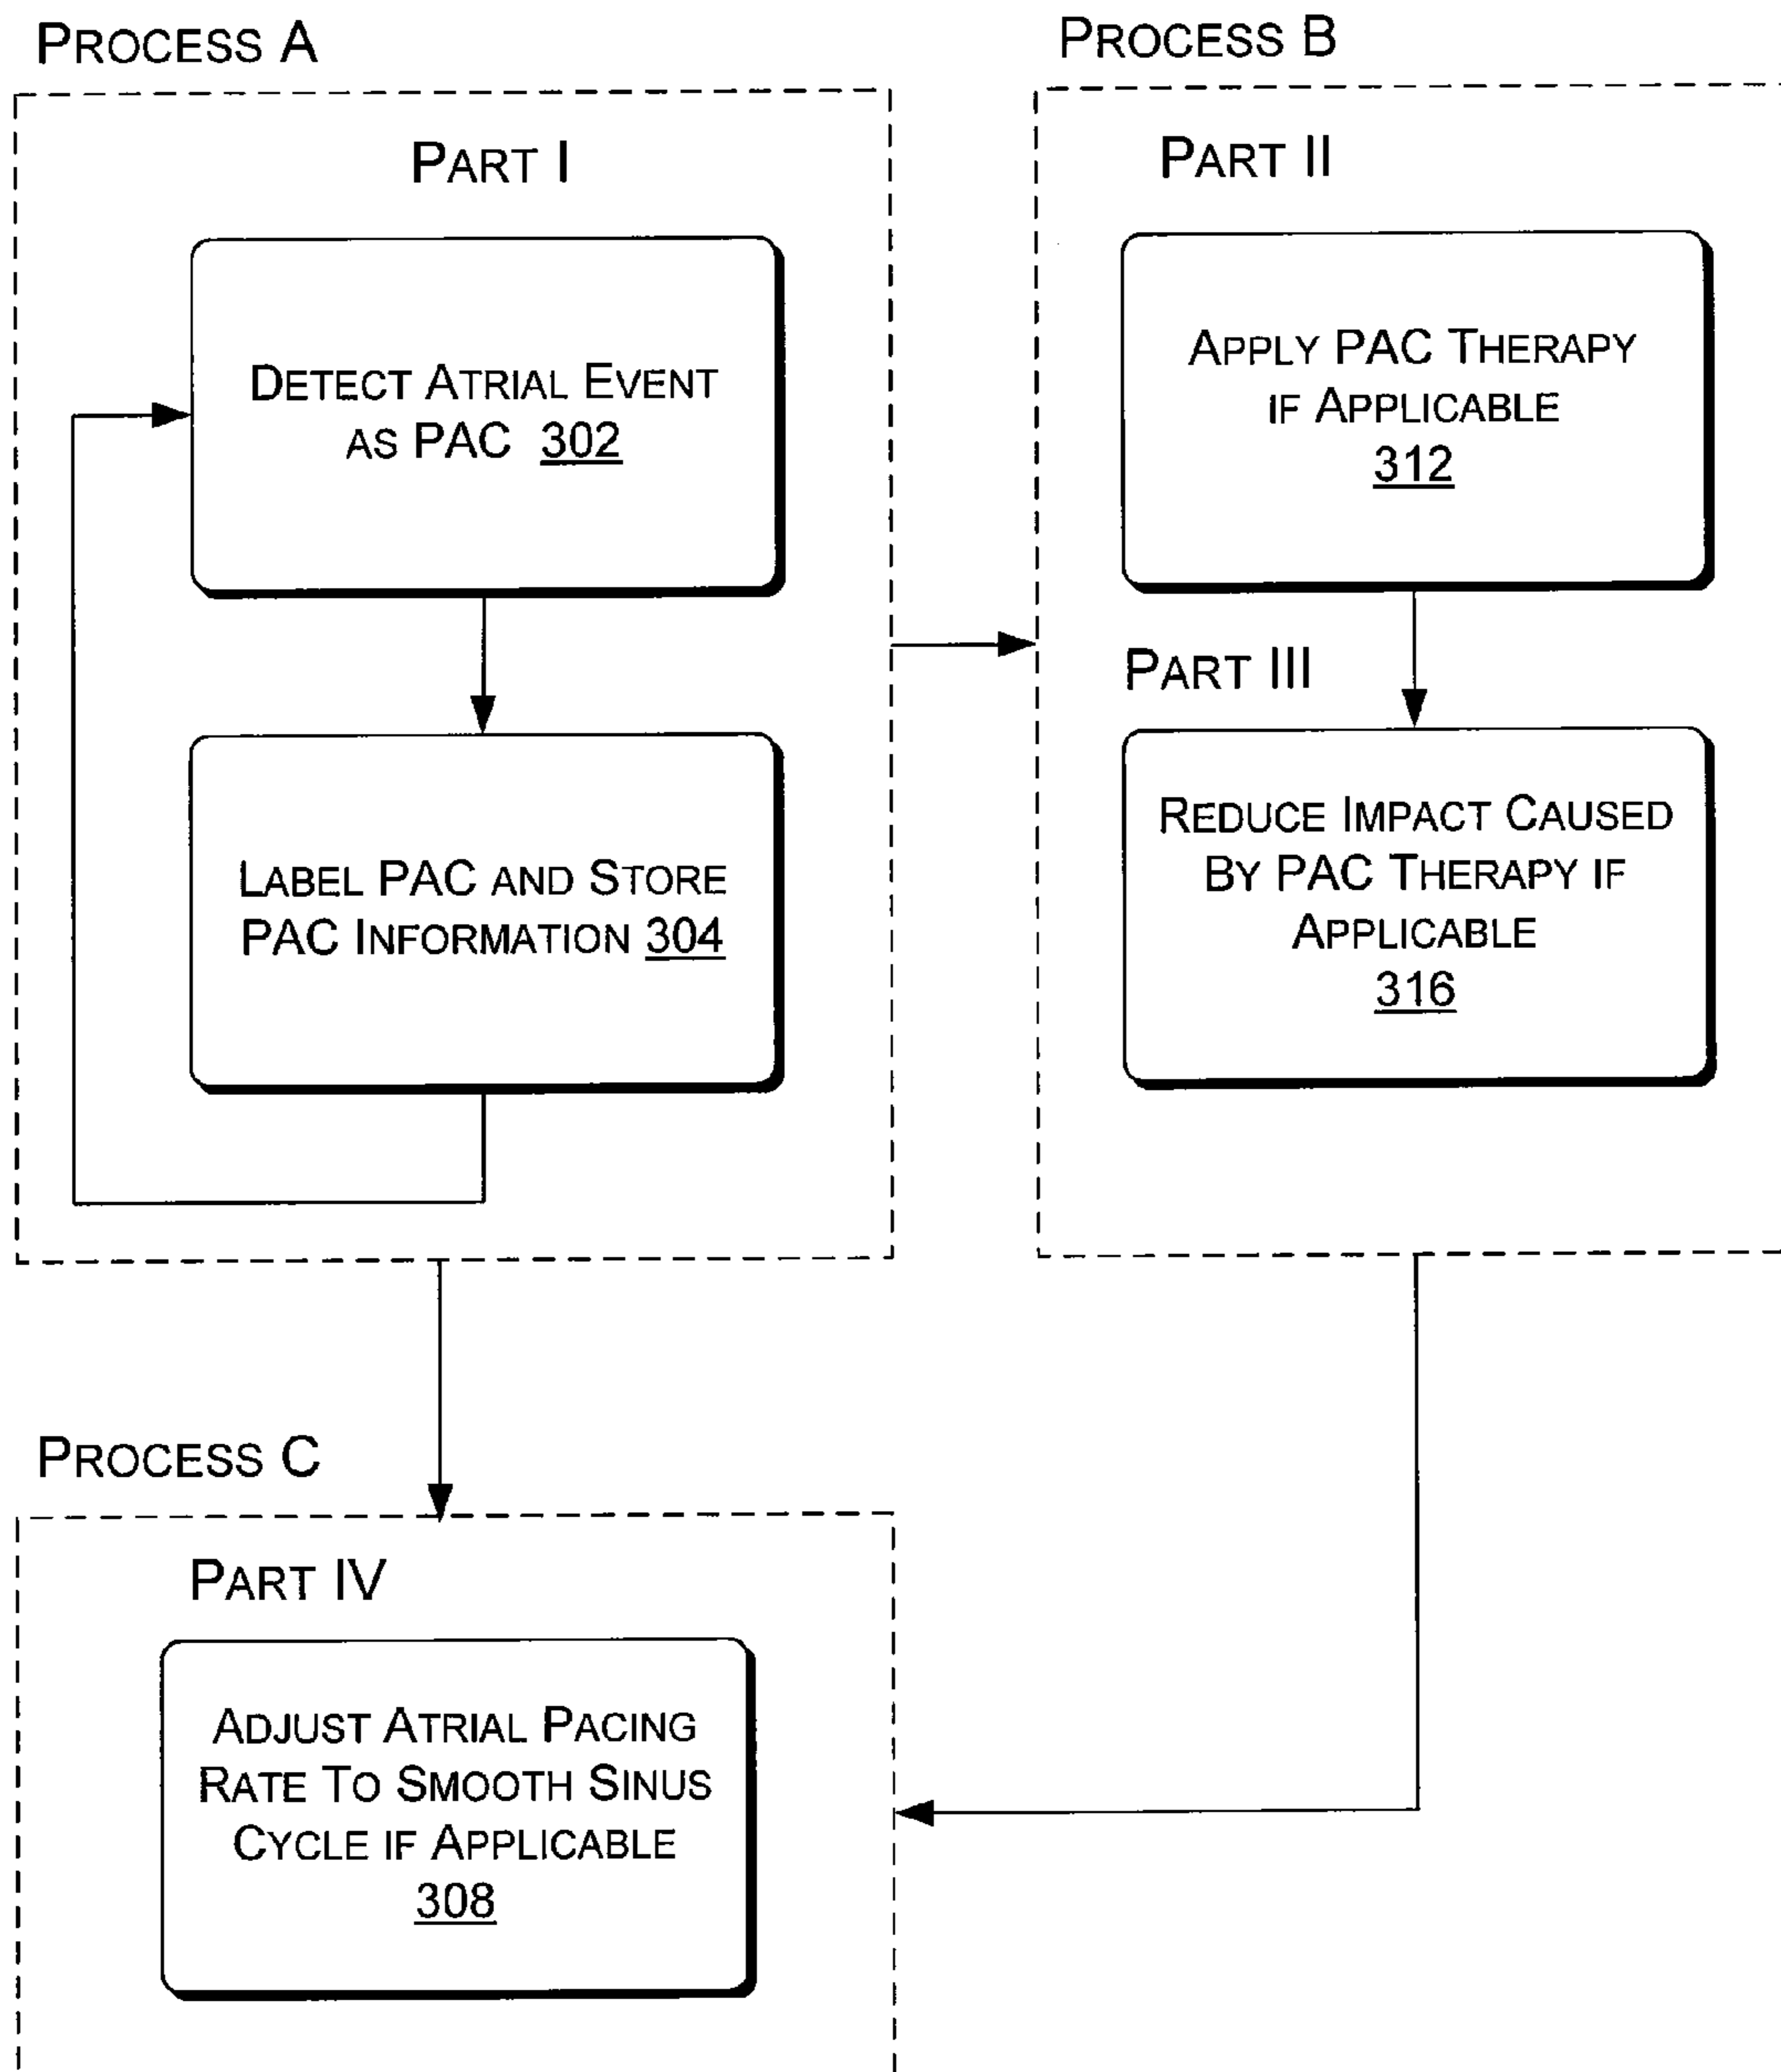 PROCESS A
PART I
DETECT ATRIAL EVENT
AS PAC 302
LABEL PAC AND STORE
PAC INFORMATION 304
PROCESS B
PART II
APPLY PAC THERAPY
IF APPLICABLE
312
PART III
REDUCE IMPACT CAUSED
BY PAC THERAPY IF
APPLICABLE
316
PROCESS C
PART IV
ADJUST ATRIAL PACING
RATE TO SMOOTH SINUS
CYCLE IF APPLICABLE
308